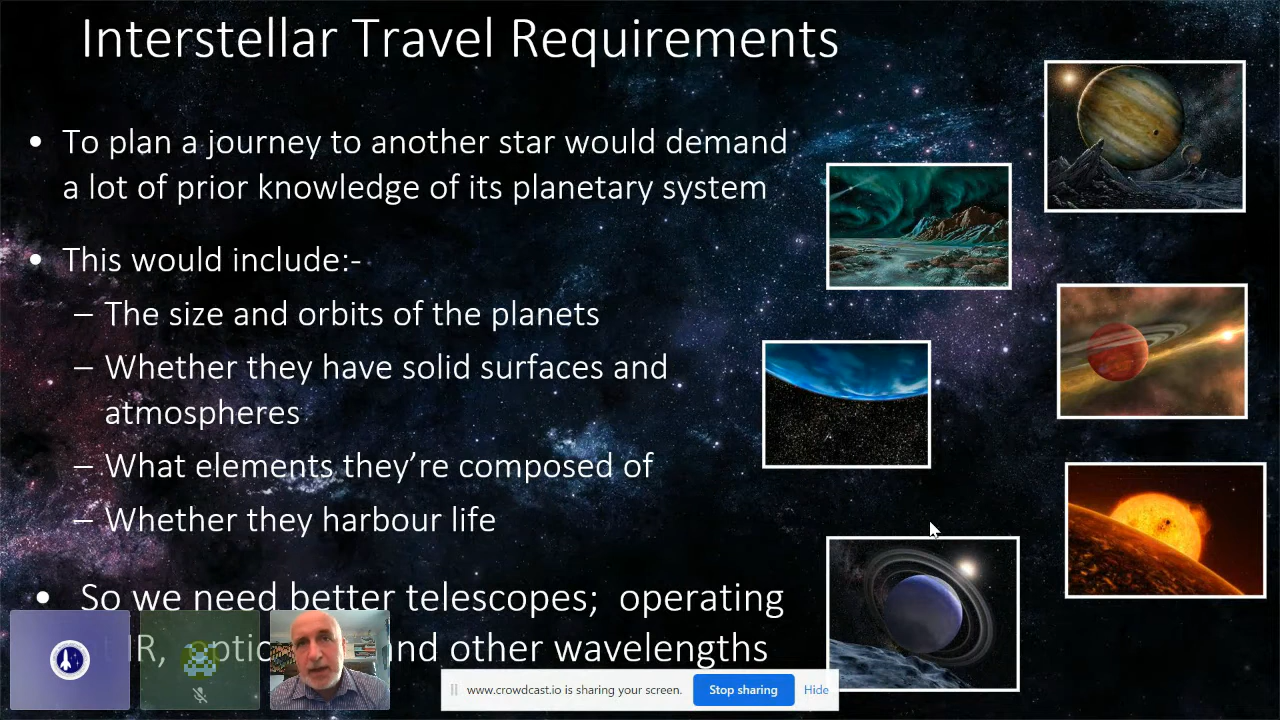 Interstellar Travel Requirements
• To plan a journey to another star would demand
a lot of prior knowledge of its planetary system
• This would include:-
– The size and orbits of the planets
– Whether they have solid surfaces and
atmospheres
– What elements they’re composed of
– Whether they harbour life
• So we need better telescopes; operating
IR, and other wavelengths
www.crowdcast.io is sharing your screen. Stop sharing Hide